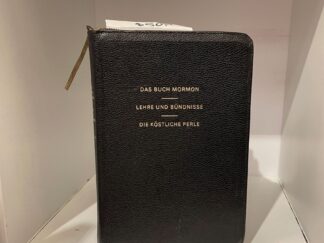 DAS BUCH MORMON
LEHRE UND BÜNDNISSE
DIE KÖSTLICHE PERLE